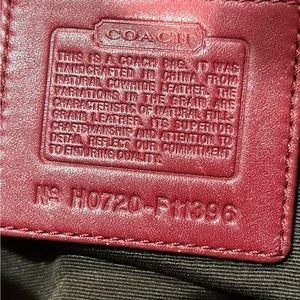 COACH
THIS IS A COACH BAG. IT WAS
HANDCRAFTED IN CHINA FROM
NATURAL COWHIDE LEATHER. THE
VARIATIONS IN THE GRAIN ARE
CHARACTERISTIC OF NATURAL FULL-
GRAIN LEATHER. ITS SUPERIOR
CRAFTSMANSHIP AND ATTENTION TO
DETAIL REFLECT OUR COMMITMENT
TO ENDURING QUALITY.
Nº H0720-F11396